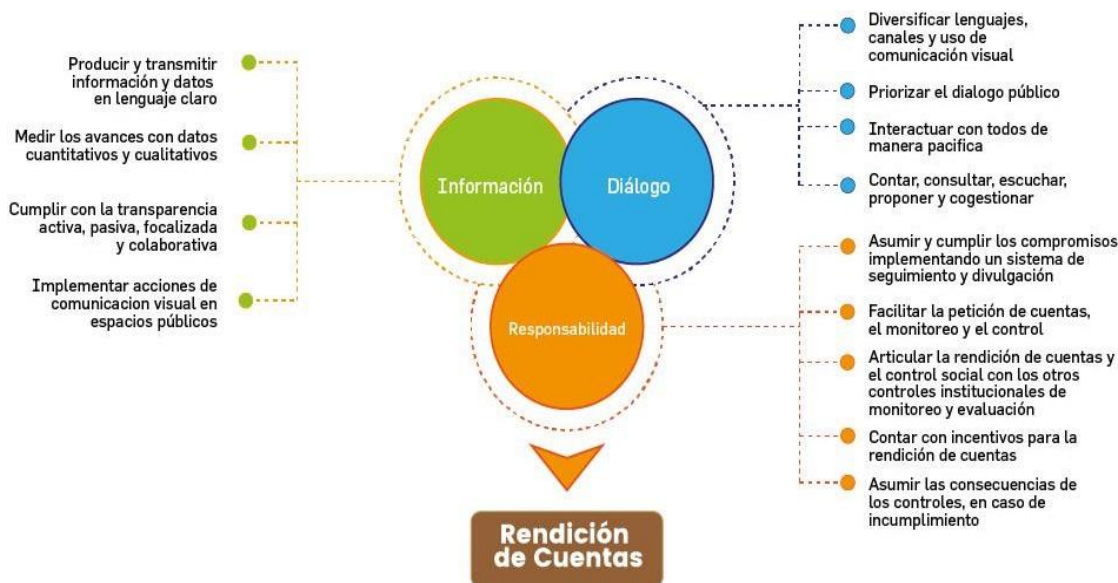 Producir y transmitir
información y datos
en lenguaje claro
Medir los avances con datos
cuantitativos y cualitativos
Cumplir con la transparencia
activa, pasiva, focalizada
y colaborativa
Implementar acciones de
comunicacion visual en
espacios públicos
Información
Diálogo
Responsabilidad
Diversificar lenguajes,
canales y uso de
comunicación visual
Priorizar el dialogo público
Interactuar con todos de
manera pacifica
Contar, consultar, escuchar,
proponer y cogestionar
Asumir y cumplir los compromisos
implementando un sistema de
seguimiento y divulgación
Facilitar la petición de cuentas,
el monitoreo y el control
Articular la rendición de cuentas y
el control social con los otros
controles institucionales de
monitoreo y evaluación
Contar con incentivos para la
rendición de cuentas
Asumir las consecuencias de
los controles, en caso de
incumplimiento
Rendición
de Cuentas